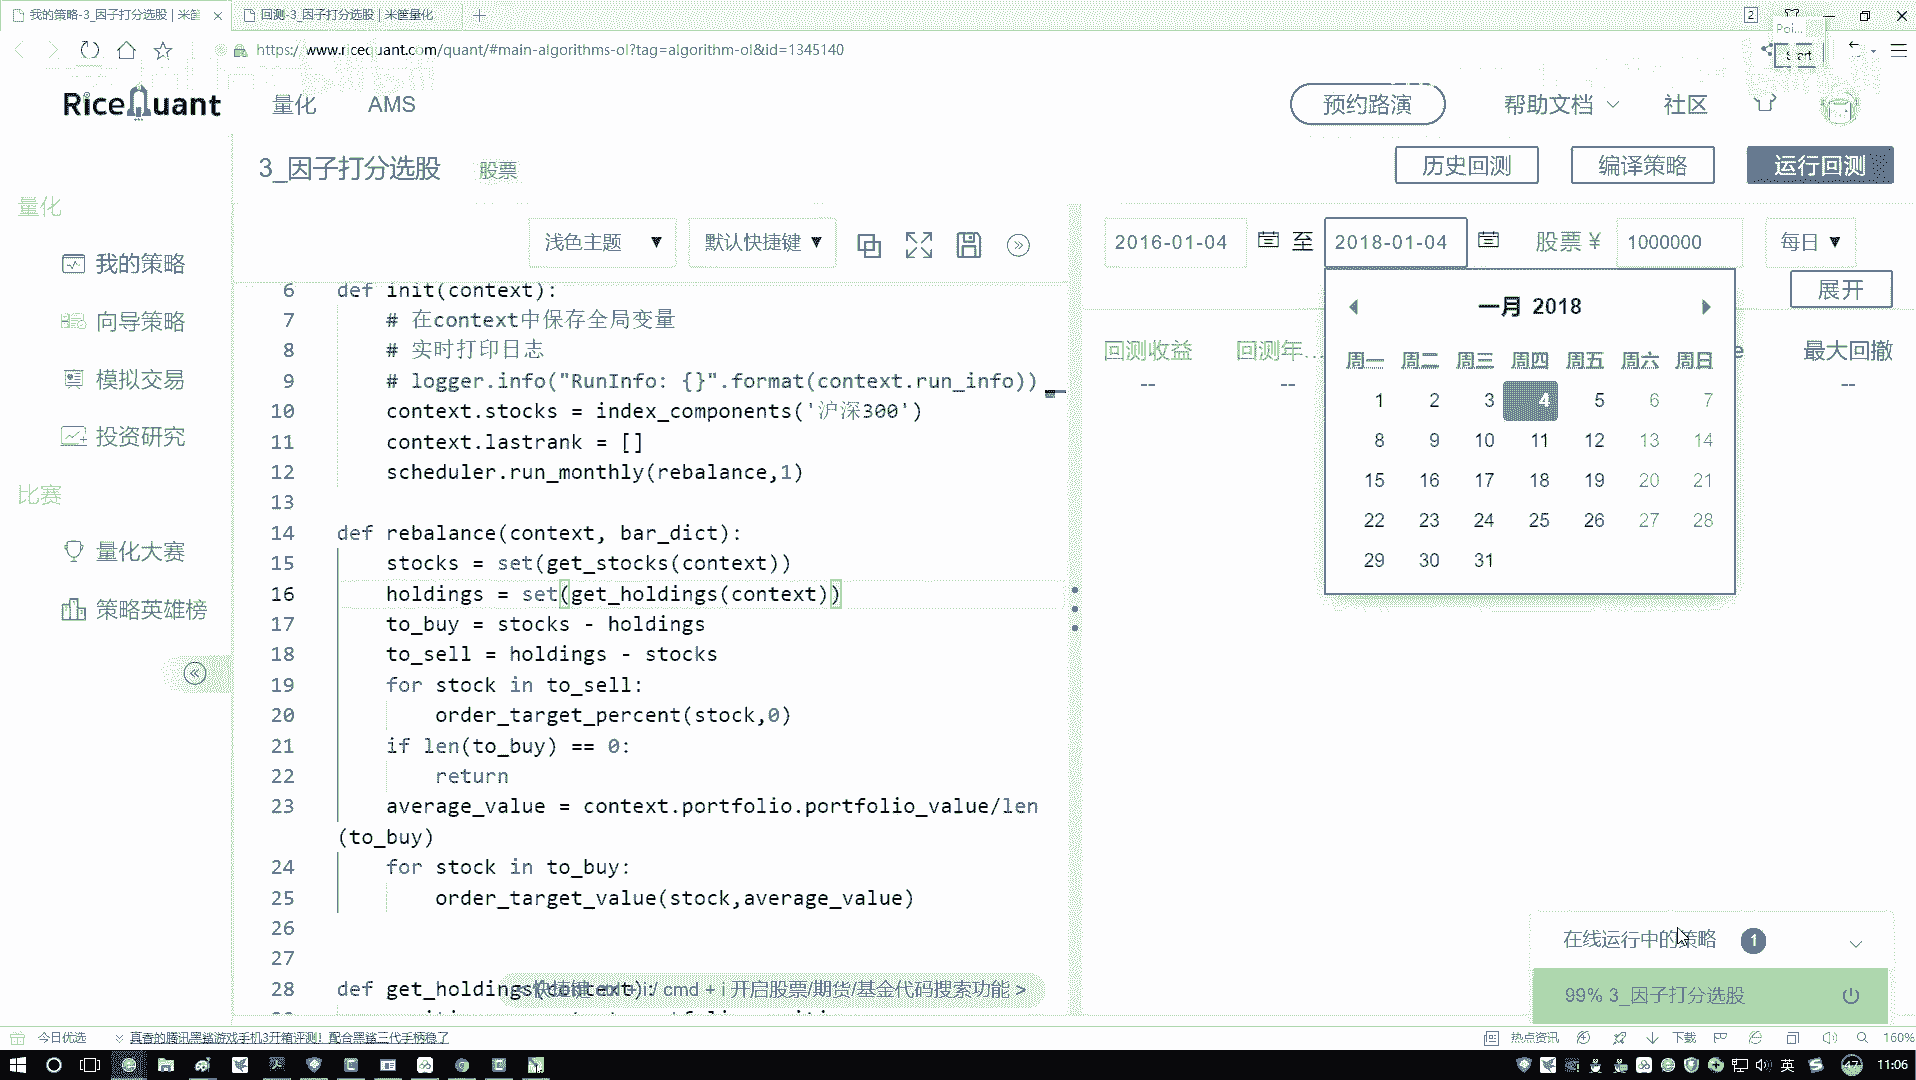 我的策略-3_因子打分选股 | 米筐
回测-3_因子打分选股 | 米筐量化
2
https://www.ricequant.com/quant/#main-algorithms-ol?tag=algorithm-ol&id=1345140
Poi...
Start
RiceQuant
量化
AMS
预约路演
帮助文档
社区
3_因子打分选股
股票
历史回测
编译策略
运行回测
量化
我的策略
向导策略
模拟交易
投资研究
比赛
量化大赛
策略英雄榜
浅色主题 ▼
默认快捷键 ▼
2016-01-04
至
2018-01-04
股票 ¥
1000000
每日 ▼
展开
6 def init(context):
7 # 在context中保存全局变量
8 # 实时打印日志
9 # logger.info("RunInfo: {}".format(context.run_info))
10 context.stocks = index_components('沪深300')
11 context.lastrank = []
12 scheduler.run_monthly(rebalance,1)
13
14 def rebalance(context, bar_dict):
15 stocks = set(get_stocks(context))
16 holdings = set(get_holdings(context))
17 to_buy = stocks - holdings
18 to_sell = holdings - stocks
19 for stock in to_sell:
20 order_target_percent(stock,0)
21 if len(to_buy) == 0:
22 return
23 average_value = context.portfolio.portfolio_value/len
(to_buy)
24 for stock in to_buy:
25 order_target_value(stock,average_value)
26
27
28 def get_holdings(context):
/ cmd + i 开启股票/期货/基金代码搜索功能 >
一月 2018
周一 周二 周三 周四 周五 周六 周日
1 2 3 4 5 6 7
8 9 10 11 12 13 14
15 16 17 18 19 20 21
22 23 24 25 26 27 28
29 30 31
回测收益
回测年...
e
最大回撤
--
--
--
在线运行中的策略 1
99% 3_因子打分选股
今日优选
真香的腾讯黑鲨游戏手机3开箱评测！配合黑鲨三代手柄稳了
热点资讯
下载
160%
英
47
11:06